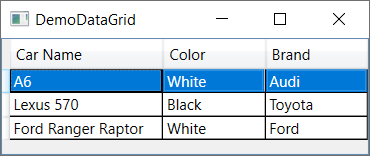 DemoDataGrid
Car Name Color Brand
A6 White Audi
Lexus 570 Black Toyota
Ford Ranger Raptor White Ford